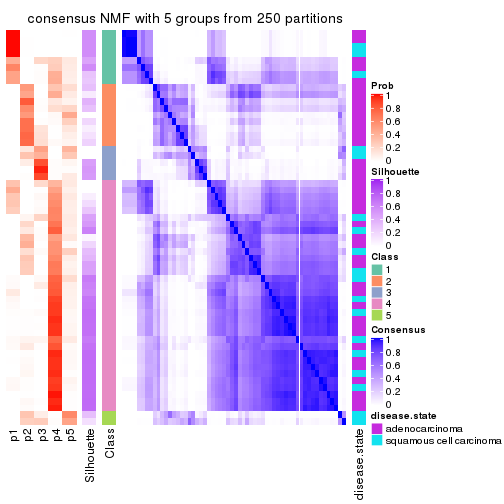 consensus NMF with 5 groups from 250 partitions
Prob
1
0.8
0.6
0.4
0.2
0
Silhouette
1
0.8
0.6
0.4
0.2
0
Class
1
2
3
4
5
Consensus
1
0.8
0.6
0.4
0.2
0
disease.state
adenocarcinoma
squamous cell carcinoma
p1
p2
p3
p4
p5
Silhouette
Class
disease.state